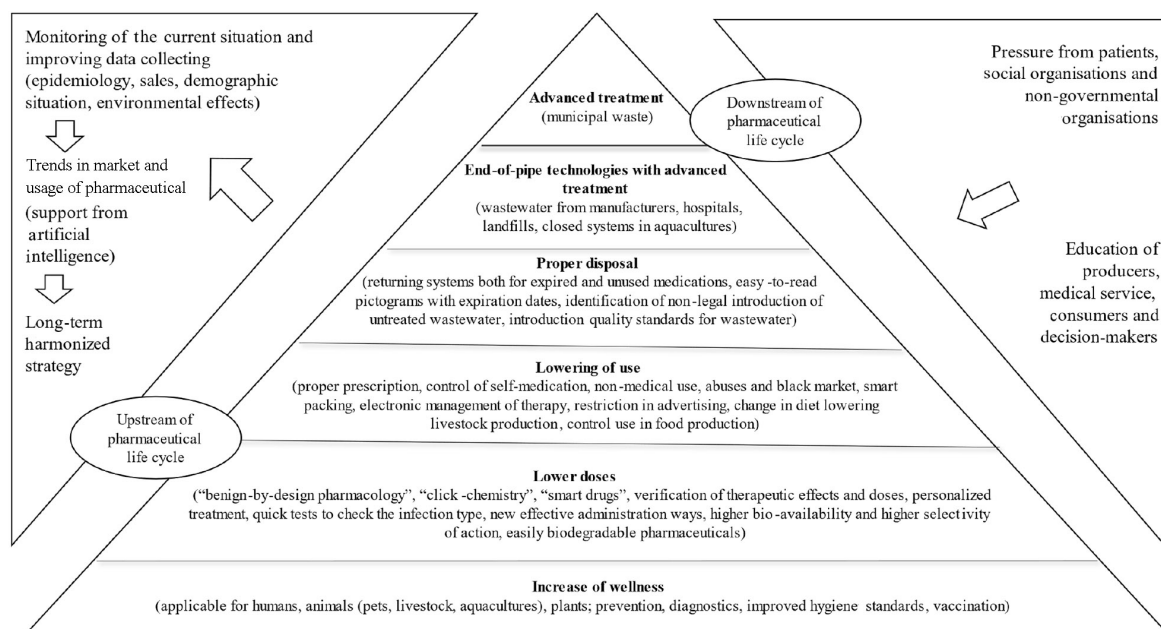 Monitoring of the current situation and
improving data collecting
(epidemiology, sales, demographic
situation, environmental effects)
Trends in market and
usage of pharmaceutical
(support from
artificial
intelligence)
Long-term
harmonized
strategy
Upstream of
pharmaceutical
life cycle
Advanced treatment
(municipal waste)
End-of-pipe technologies with advanced
treatment
(wastewater from manufacturers, hospitals,
landfills, closed systems in aquacultures)
Proper disposal
(returning systems both for expired and unused medications, easy -to-read
pictograms with expiration dates, identification of non-legal introduction of
untreated wastewater, introduction quality standards for wastewater)
Lowering of use
(proper prescription, control of self-medication, non-medical use, abuses and black market, smart
packing, electronic management of therapy, restriction in advertising, change in diet lowering
livestock production, control use in food production)
Lower doses
(“benign-by-design pharmacology”, “click -chemistry”, “smart drugs”, verification of therapeutic effects and doses, personalized
treatment, quick tests to check the infection type, new effective administration ways, higher bio-availability and higher selectivity
of action, easily biodegradable pharmaceuticals)
Increase of wellness
(applicable for humans, animals (pets, livestock, aquacultures), plants; prevention, diagnostics, improved hygiene standards, vaccination)
Downstream of
pharmaceutical
life cycle
Pressure from patients,
social organisations and
non-governmental
organisations
Education of
producers,
medical service,
consumers and
decision-makers